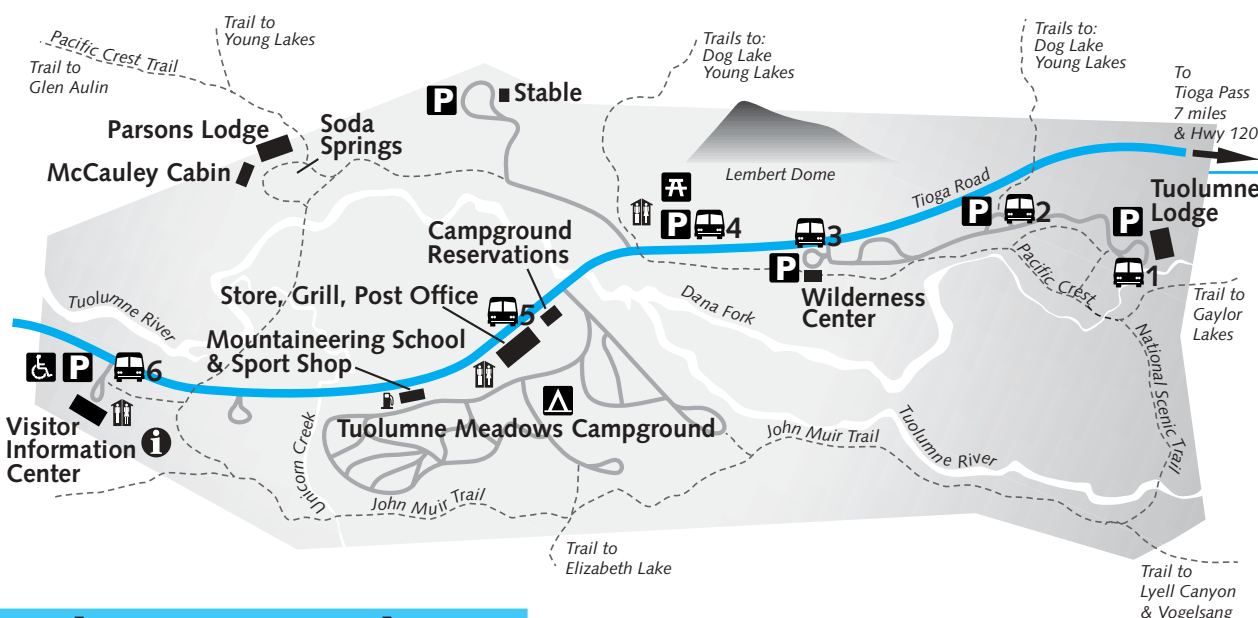 Trail to
Young Lakes
Pacific Crest Trail
Trail to
Glen Aulin
Trails to:
Dog Lake
Young Lakes
Trails to:
Dog Lake
Young Lakes
To
Tioga Pass
7 miles
& Hwy 120
P
Stable
Parsons Lodge
Soda
Springs
McCauley Cabin
Lembert Dome
Tioga Road
Tuolumne
Lodge
P
P
2
P
4
3
1
Campground
Reservations
P
Wilderness
Center
Pacific Crest
National Scenic Trail
Trail to
Gaylor
Lakes
Dana Fork
Store, Grill, Post Office
5
Tuolumne River
Mountaineering School
& Sport Shop
P
6
Visitor
Information
Center
i
Unicorn Creek
Tuolumne Meadows Campground
John Muir Trail
Tuolumne River
John Muir Trail
Trail to
Elizabeth Lake
Trail to
Lyell Canyon
& Vogelsang